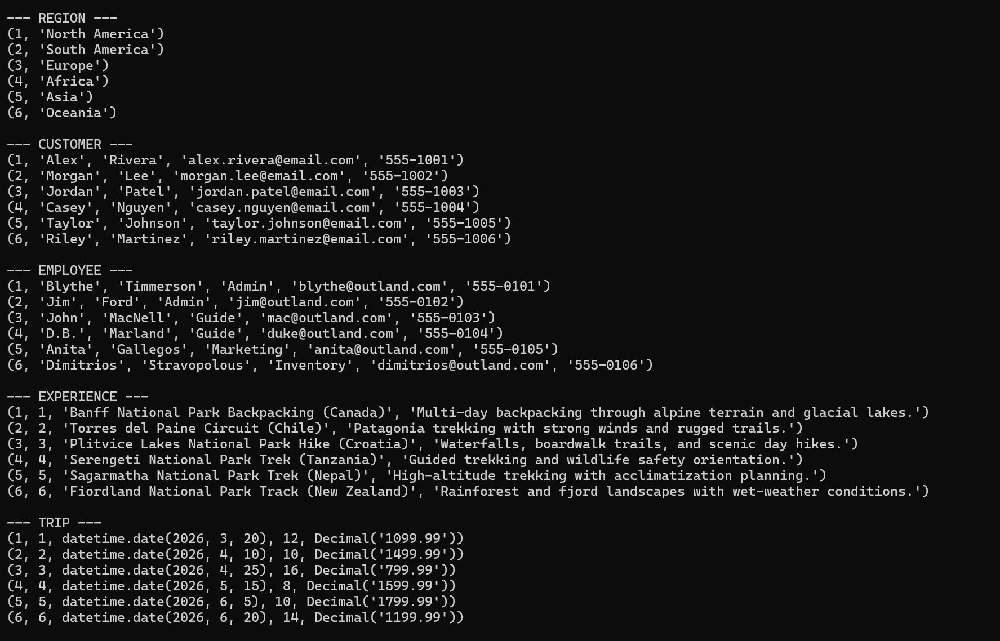 --- REGION ---
(1, 'North America')
(2, 'South America')
(3, 'Europe')
(4, 'Africa')
(5, 'Asia')
(6, 'Oceania')
--- CUSTOMER ---
(1, 'Alex', 'Rivera', 'alex.rivera@email.com', '555-1001')
(2, 'Morgan', 'Lee', 'morgan.lee@email.com', '555-1002')
(3, 'Jordan', 'Patel', 'jordan.patel@email.com', '555-1003')
(4, 'Casey', 'Nguyen', 'casey.nguyen@email.com', '555-1004')
(5, 'Taylor', 'Johnson', 'taylor.johnson@email.com', '555-1005')
(6, 'Riley', 'Martinez', 'riley.martinez@email.com', '555-1006')
--- EMPLOYEE ---
(1, 'Blythe', 'Timmerson', 'Admin', 'blythe@outland.com', '555-0101')
(2, 'Jim', 'Ford', 'Admin', 'jim@outland.com', '555-0102')
(3, 'John', 'MacNell', 'Guide', 'mac@outland.com', '555-0103')
(4, 'D.B.', 'Marland', 'Guide', 'duke@outland.com', '555-0104')
(5, 'Anita', 'Gallegos', 'Marketing', 'anita@outland.com', '555-0105')
(6, 'Dimitrios', 'Stravopolous', 'Inventory', 'dimitrios@outland.com', '555-0106')
--- EXPERIENCE ---
(1, 1, 'Banff National Park Backpacking (Canada)', 'Multi-day backpacking through alpine terrain and glacial lakes.')
(2, 2, 'Torres del Paine Circuit (Chile)', 'Patagonia trekking with strong winds and rugged trails.')
(3, 3, 'Plitvice Lakes National Park Hike (Croatia)', 'Waterfalls, boardwalk trails, and scenic day hikes.')
(4, 4, 'Serengeti National Park Trek (Tanzania)', 'Guided trekking and wildlife safety orientation.')
(5, 5, 'Sagarmatha National Park Trek (Nepal)', 'High-altitude trekking with acclimatization planning.')
(6, 6, 'Fiordland National Park Track (New Zealand)', 'Rainforest and fjord landscapes with wet-weather conditions.')
--- TRIP ---
(1, 1, datetime.date(2026, 3, 20), 12, Decimal('1099.99'))
(2, 2, datetime.date(2026, 4, 10), 10, Decimal('1499.99'))
(3, 3, datetime.date(2026, 4, 25), 16, Decimal('799.99'))
(4, 4, datetime.date(2026, 5, 15), 8, Decimal('1599.99'))
(5, 5, datetime.date(2026, 6, 5), 10, Decimal('1799.99'))
(6, 6, datetime.date(2026, 6, 20), 14, Decimal('1199.99'))